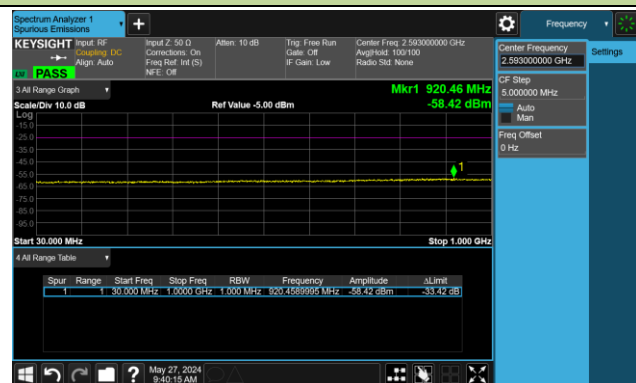 Spectrum Analyzer 1
Spurious Emissions
Frequency
KEYSIGHT
Input: RF
Coupling: DC
Align: Auto
Input Z: 50 Ω
Corrections: On
Freq Ref: Int (S)
NFE: Off
Atten: 10 dB
Trig: Free Run
Gate: Off
IF Gain: Low
Center Freq: 2.593000000 GHz
Avg|Hold: 100/100
Radio Std: None
PASS
Center Frequency
2.593000000 GHz
Settings
CF Step
5.000000 MHz
Auto
Man
Freq Offset
0 Hz
3 All Range Graph
Mkr1 920.46 MHz
Scale/Div 10.0 dB
Ref Value -5.00 dBm
-58.42 dBm
Log
-15.0
-25.0
-35.0
-45.0
-55.0
-65.0
-75.0
-85.0
-95.0
1
Start 30.000 MHz
Stop 1.000 GHz
4 All Range Table
Spur Range Start Freq Stop Freq RBW Frequency Amplitude ΔLimit
1 1 30.000 MHz 1.0000 GHz 1.000 MHz 920.4589995 MHz -58.42 dBm -33.42 dB
?
May 27, 2024
9:40:15 AM